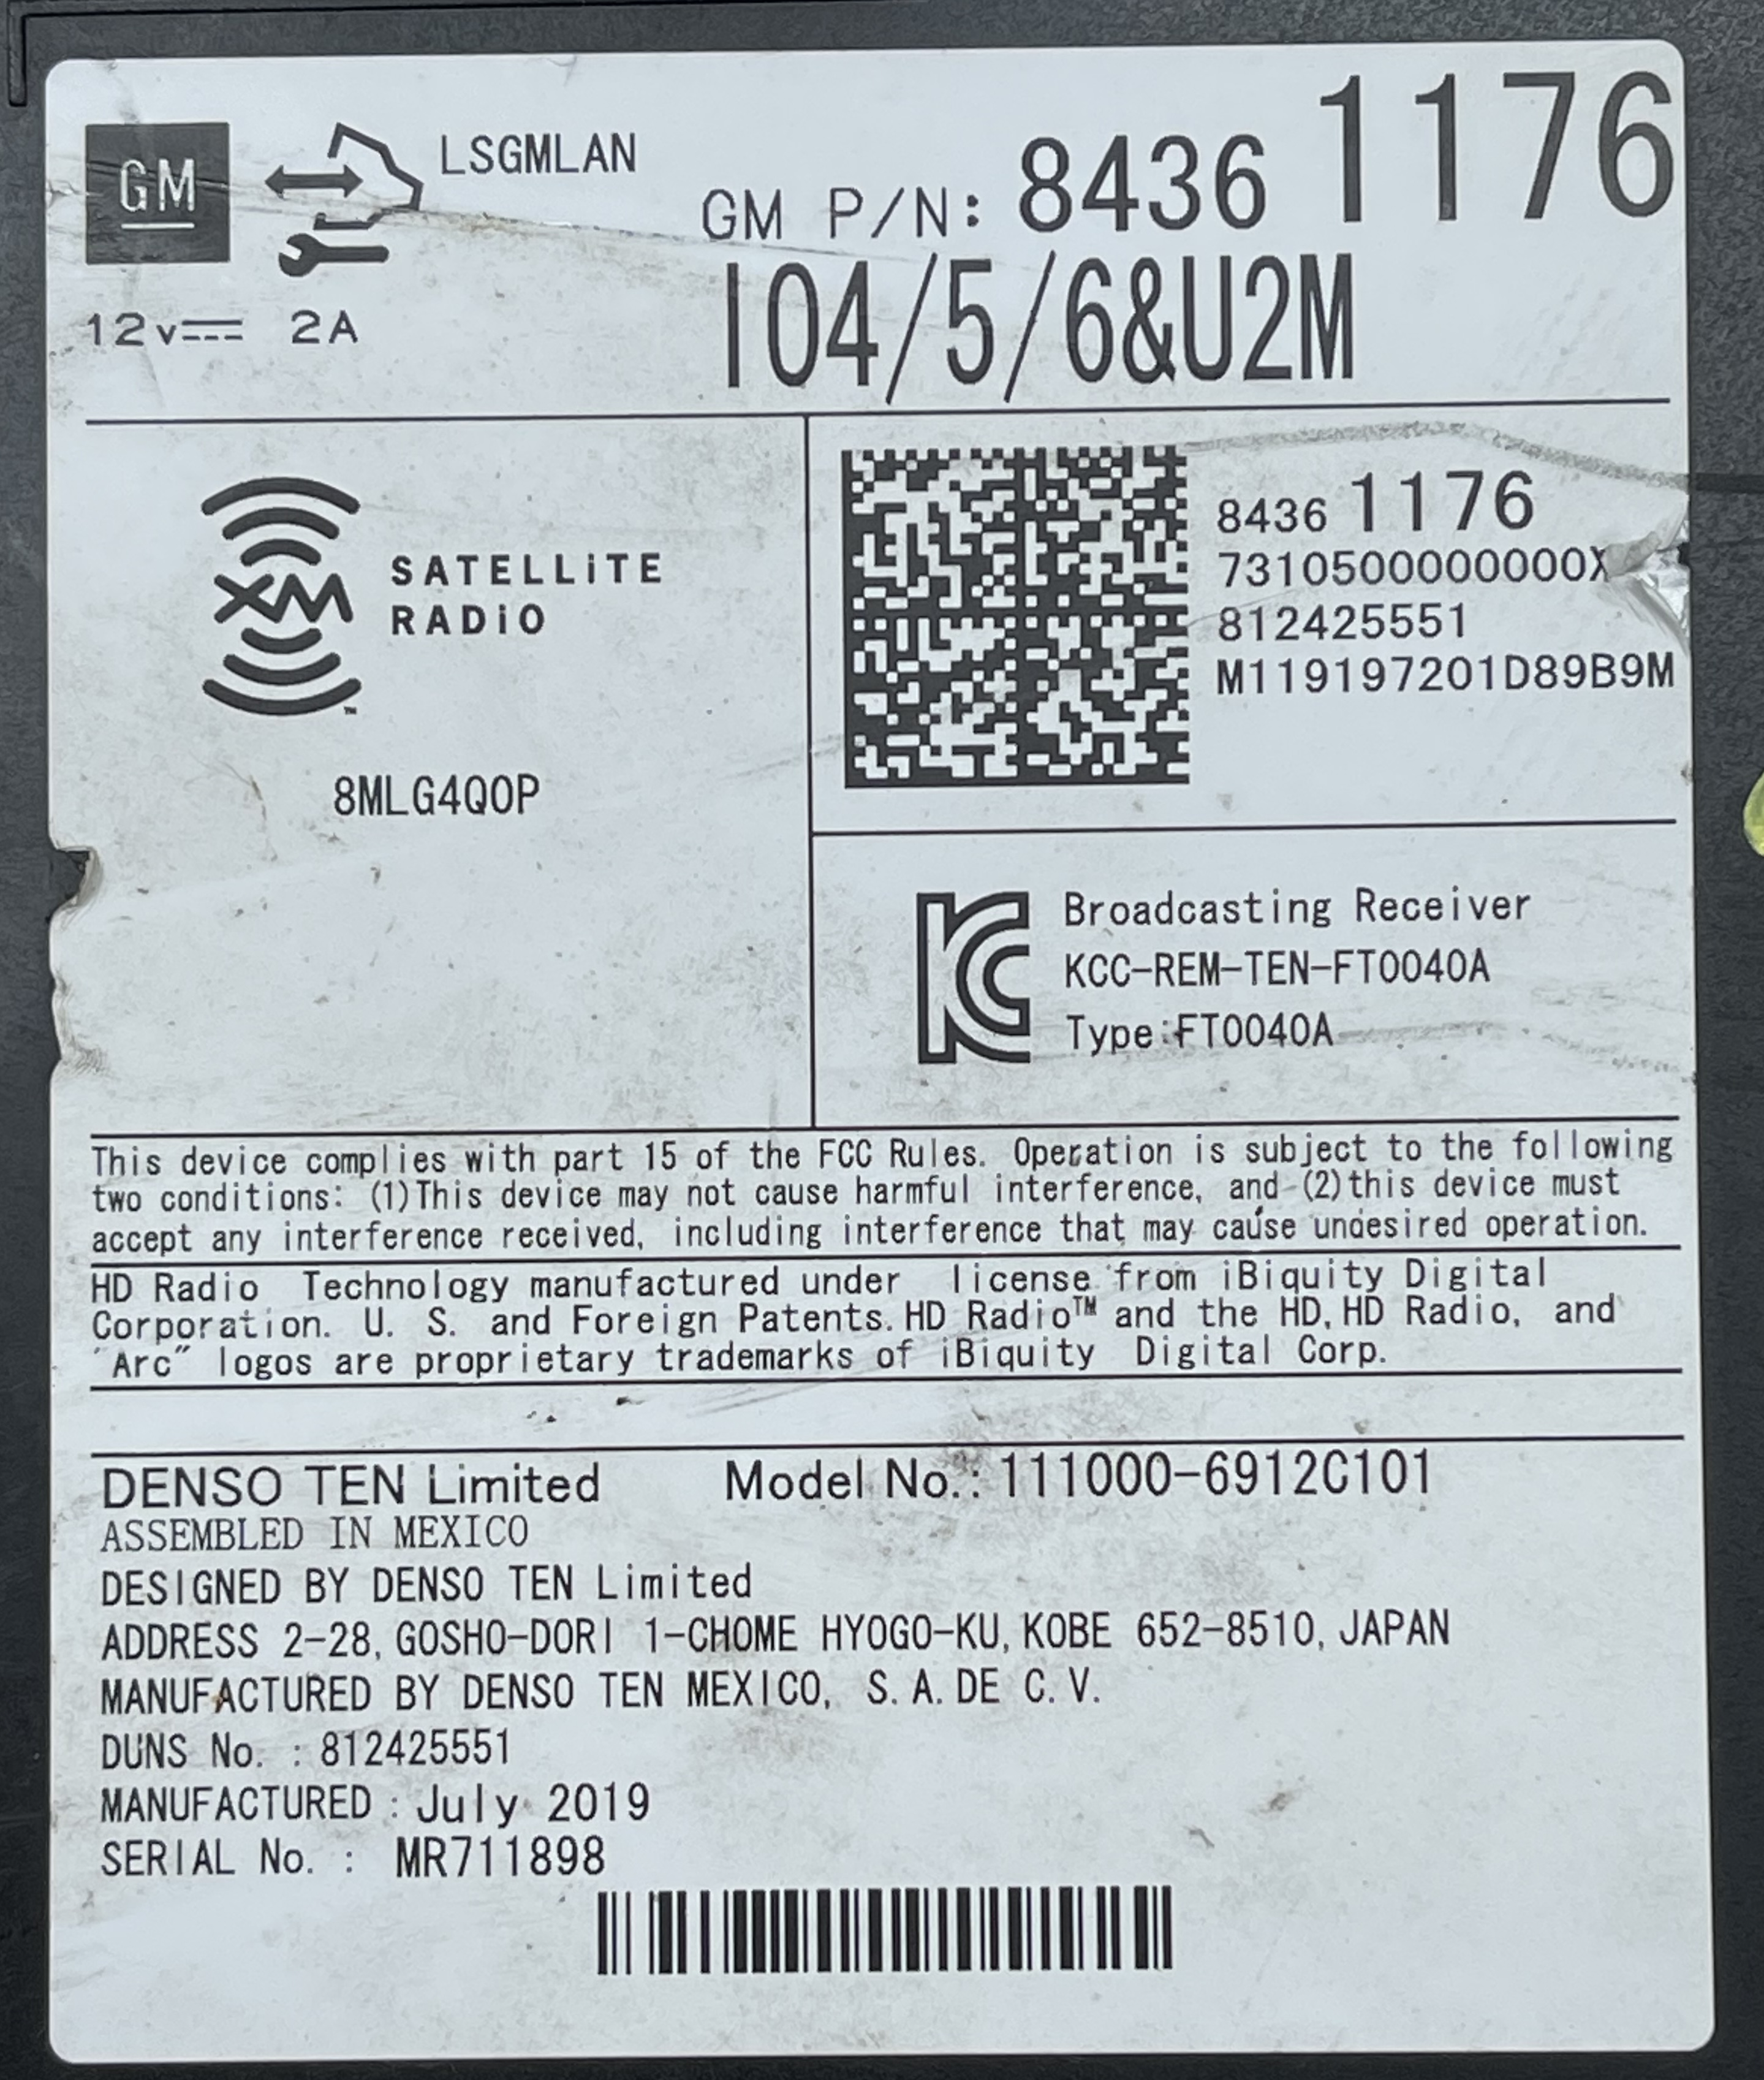 GM
LSGMLAN
GM P/N: 8436 1176
IO4/5/6&U2M
12v 2A
XM SATELLiTE
RADiO
™
8MLG4Q0P
8436 1176
7310500000000X
812425551
M119197201D89B9M
Broadcasting Receiver
KCC-REM-TEN-FT0040A
Type:FT0040A
This device complies with part 15 of the FCC Rules. Operation is subject to the following
two conditions: (1)This device may not cause harmful interference, and (2)this device must
accept any interference received, including interference that may cause undesired operation.
HD Radio Technology manufactured under license from iBiquity Digital
Corporation. U. S. and Foreign Patents. HD Radio™ and the HD, HD Radio, and
"Arc" logos are proprietary trademarks of iBiquity Digital Corp.
DENSO TEN Limited Model No.: 111000-6912C101
ASSEMBLED IN MEXICO
DESIGNED BY DENSO TEN Limited
ADDRESS 2-28, GOSHO-DORI 1-CHOME HYOGO-KU, KOBE 652-8510, JAPAN
MANUFACTURED BY DENSO TEN MEXICO, S. A. DE C. V.
DUNS No. : 812425551
MANUFACTURED : July 2019
SERIAL No. : MR711898